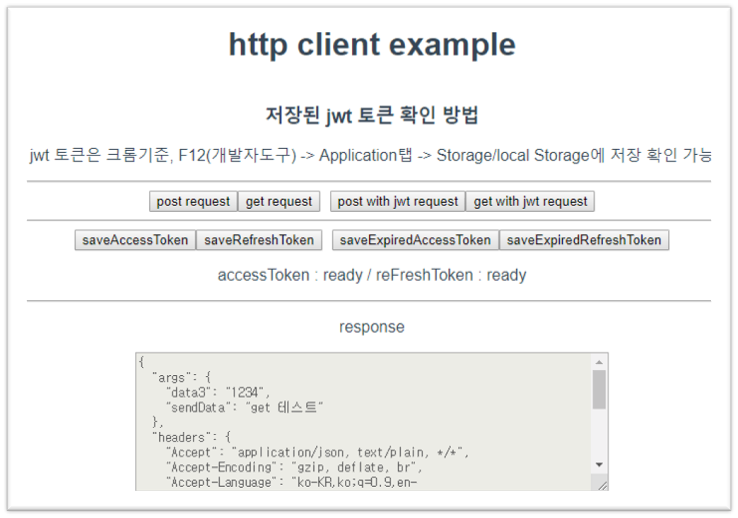 http client example
저장된 jwt 토큰 확인 방법
jwt 토큰은 크롬기준, F12(개발자도구) -> Application탭 -> Storage/local Storage에 저장 확인 가능
post request get request post with jwt request get with jwt request
saveAccessToken saveRefreshToken saveExpiredAccessToken saveExpiredRefreshToken
accessToken : ready / reFreshToken : ready
response
{
"args": {
"data3": "1234",
"sendData": "get 테스트"
},
"headers": {
"Accept": "application/json, text/plain, */*",
"Accept-Encoding": "gzip, deflate, br",
"Accept-Language": "ko-KR,ko;q=0.9,en-